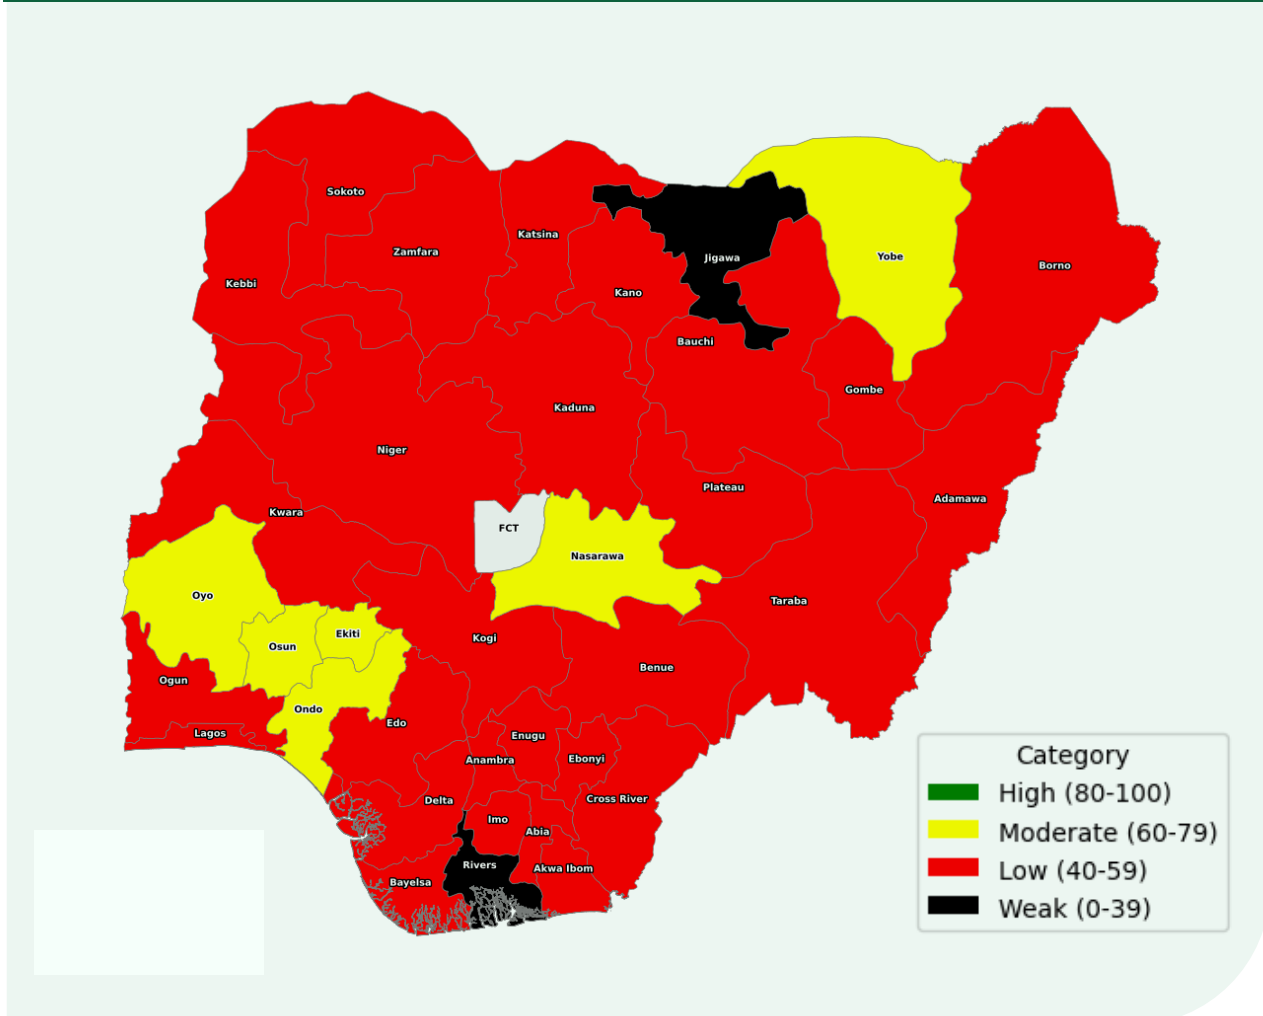 Sokoto
Katsina
Zamfara
Jigawa
Yobe
Borno
Kebbi
Kano
Bauchi
Gombe
Kaduna
Niger
Plateau
Adamawa
Kwara
FCT
Nasarawa
Oyo
Taraba
Ekiti
Kogi
Osun
Benue
Ogun
Ondo
Edo
Lagos
Enugu
Anambra
Ebonyi
Delta
Cross River
Imo
Abia
Rivers
Akwa Ibom
Bayelsa
Category
High (80-100)
Moderate (60-79)
Low (40-59)
Weak (0-39)